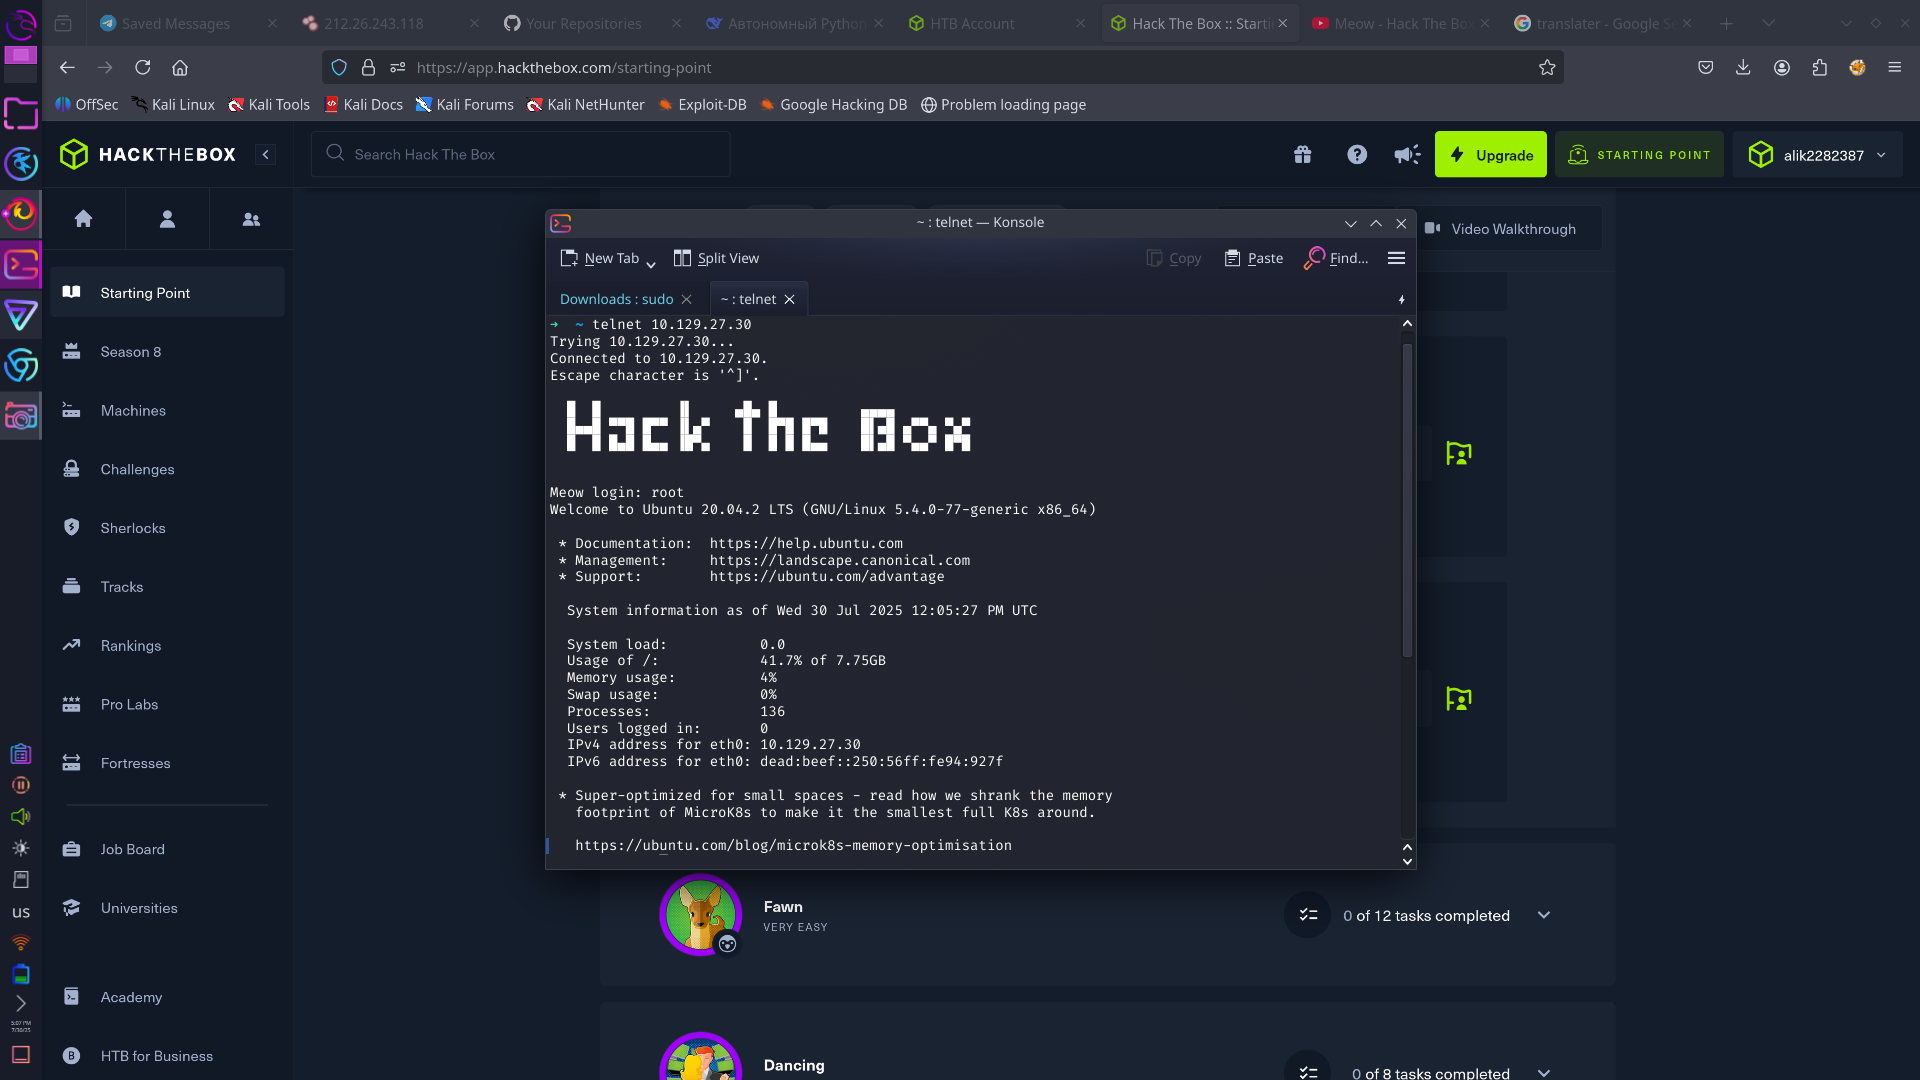 Saved Messages
212.26.243.118
Your Repositories
Автономный Python
HTB Account
Hack The Box :: Starti
Meow - Hack The Box
translater - Google Se
https://app.hackthebox.com/starting-point
OffSec
Kali Linux
Kali Tools
Kali Docs
Kali Forums
Kali NetHunter
Exploit-DB
Google Hacking DB
Problem loading page
HACKTHEBOX
Search Hack The Box
Upgrade
STARTING POINT
alik2282387
Starting Point
Season 8
Machines
Challenges
Sherlocks
Tracks
Rankings
Pro Labs
Fortresses
Job Board
Universities
Academy
HTB for Business
us
5:07 PM
7/30/25
Video Walkthrough
~ : telnet — Konsole
New Tab
Split View
Copy
Paste
Find...
Downloads : sudo
~ : telnet
→ ~ telnet 10.129.27.30
Trying 10.129.27.30...
Connected to 10.129.27.30.
Escape character is '^]'.
Hack The Box
Meow login: root
Welcome to Ubuntu 20.04.2 LTS (GNU/Linux 5.4.0-77-generic x86_64)
* Documentation: https://help.ubuntu.com
* Management: https://landscape.canonical.com
* Support: https://ubuntu.com/advantage
System information as of Wed 30 Jul 2025 12:05:27 PM UTC
System load: 0.0
Usage of /: 41.7% of 7.75GB
Memory usage: 4%
Swap usage: 0%
Processes: 136
Users logged in: 0
IPv4 address for eth0: 10.129.27.30
IPv6 address for eth0: dead:beef::250:56ff:fe94:927f
* Super-optimized for small spaces - read how we shrank the memory
footprint of MicroK8s to make it the smallest full K8s around.
https://ubuntu.com/blog/microk8s-memory-optimisation
Fawn
VERY EASY
0 of 12 tasks completed
Dancing
0 of 8 tasks completed